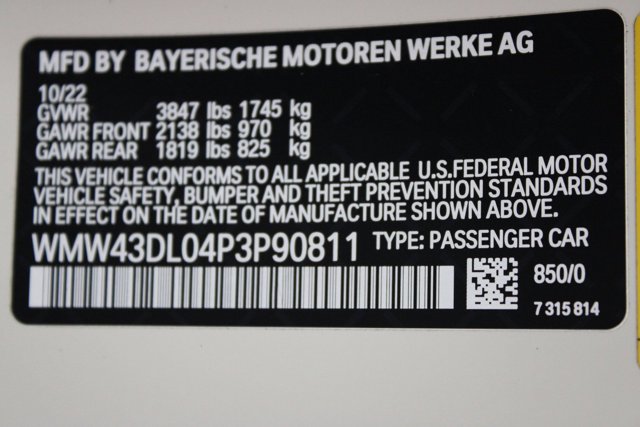 MFD BY BAYERISCHE MOTOREN WERKE AG
10/22
GVWR 3847 lbs 1745 kg
GAWR FRONT 2138 lbs 970 kg
GAWR REAR 1819 lbs 825 kg
THIS VEHICLE CONFORMS TO ALL APPLICABLE U.S.FEDERAL MOTOR
VEHICLE SAFETY, BUMPER AND THEFT PREVENTION STANDARDS
IN EFFECT ON THE DATE OF MANUFACTURE SHOWN ABOVE.
WMW43DL04P3P90811 TYPE: PASSENGER CAR
850/0
7 315 814